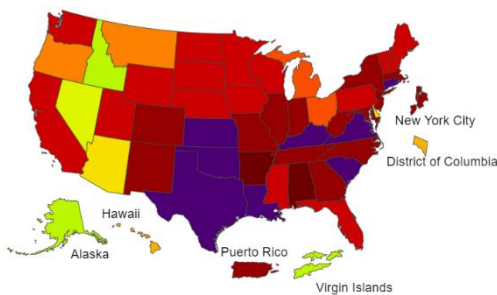 New York City
District of Columbia
Hawaii
Alaska
Puerto Rico
Virgin Islands